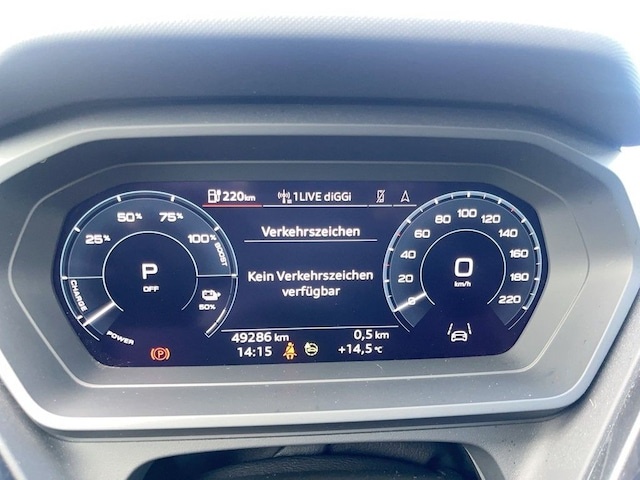 220km 1LIVE diGGi
Verkehrszeichen
Kein Verkehrszeichen
verfügbar
25% 50% 75% 100%
BOOST
P
OFF
CHARGE
50%
POWER
0 20 40 60 80 100 120 140 160 180 220
0
km/h
49286 km 0,5 km
14:15 +14,5 °C
(P)